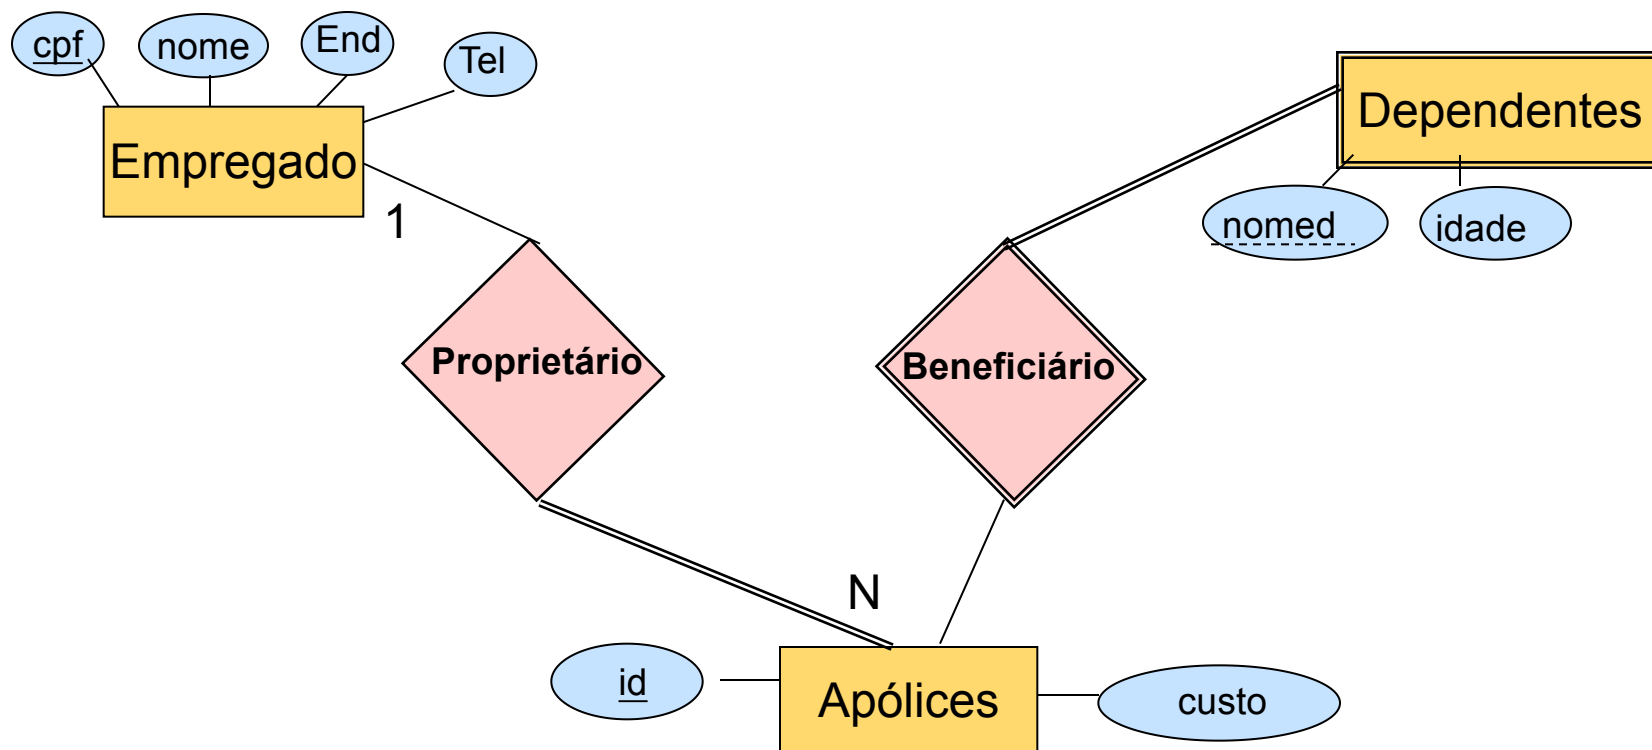 cpf
nome
End
Tel
Dependentes
Empregado
1
nomed
idade
Proprietário
Beneficiário
N
id
Apólices
custo